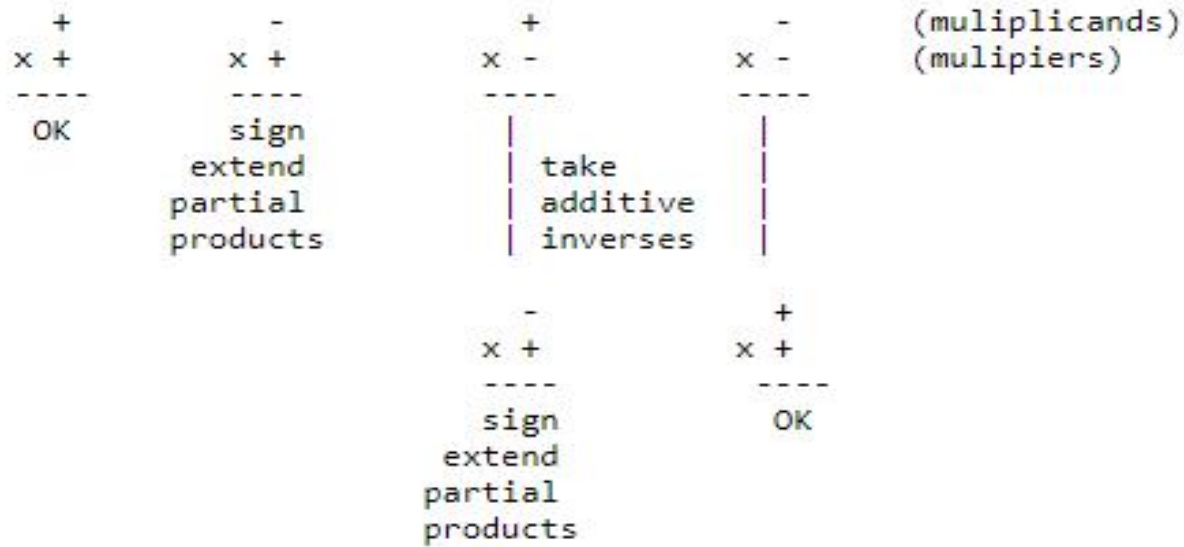 + - + - (muliplicands)
x + x + x - x - (mulipiers)
---- ---- ---- ----
OK sign | |
extend | take |
partial | additive |
products | inverses |
- +
x + x +
---- ----
sign OK
extend
partial
products